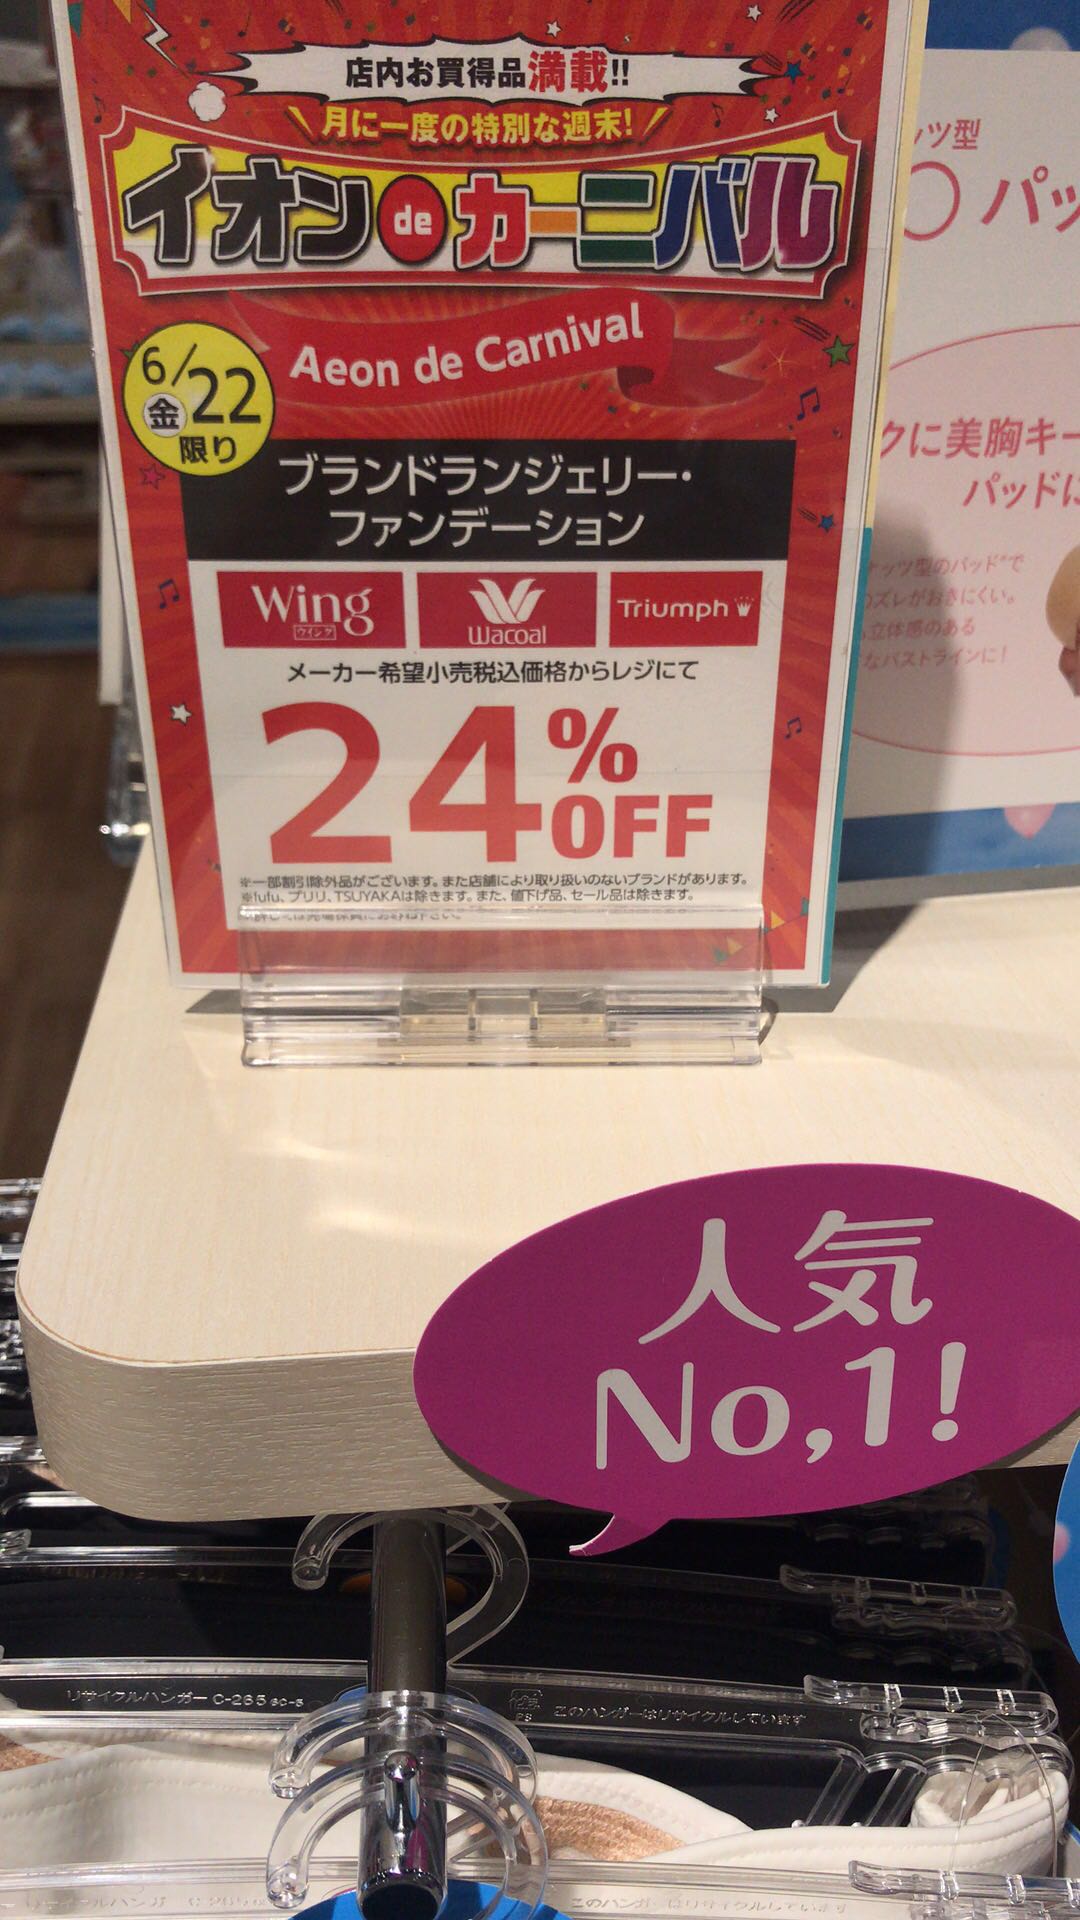 店内お買得品満載!!
月に一度の特別な週末!
イオン de カーニバル
Aeon de Carnival
6/22
金
限り
ブランドランジェリー・
ファンデーション
Wing
ウイング
Wacoal
Triumph
メーカー希望小売税込価格からレジにて
24%
OFF
※一部割引除外品がございます。また店舗により取り扱いのないブランドがあります。
※fufu、プリリ、TSUYAKAは除きます。また、値下げ品、セール品は除きます。
ッツ型
パッ
クに美胸キー
パッドに
ナッツ型のパッド*で
ズレがおきにくい。
立体感のある
なバストラインに!
人気
No,1!
リサイクルハンガー C-265 6C-5
PS
このハンガーはリサイクルしています